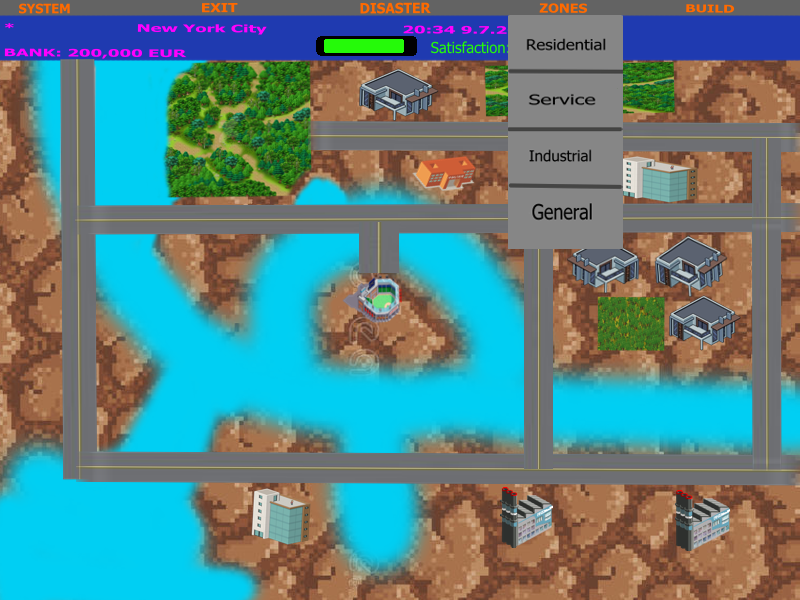 SYSTEM EXIT DISASTER ZONES BUILD
* New York City 20:34 9.7.2
BANK: 200,000 EUR Satisfaction:
Residential
Service
Industrial
General